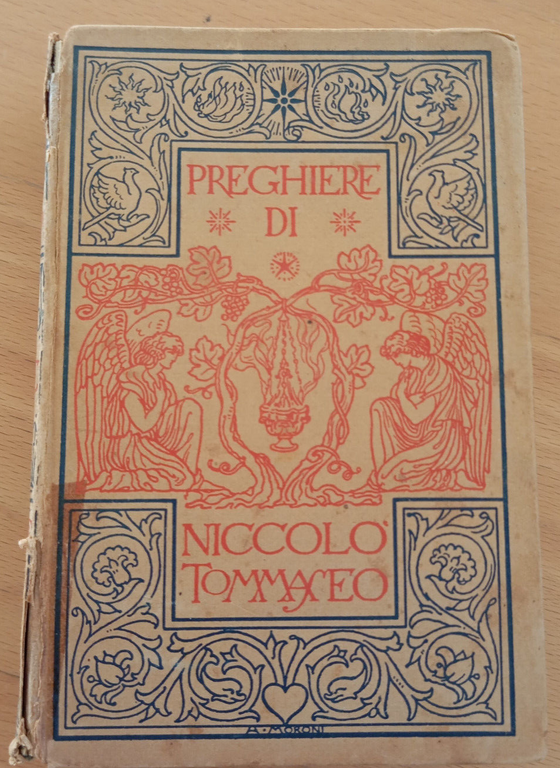 PREGHIERE
DI
NICCOLO'
TOMMASEO
A·MORONI